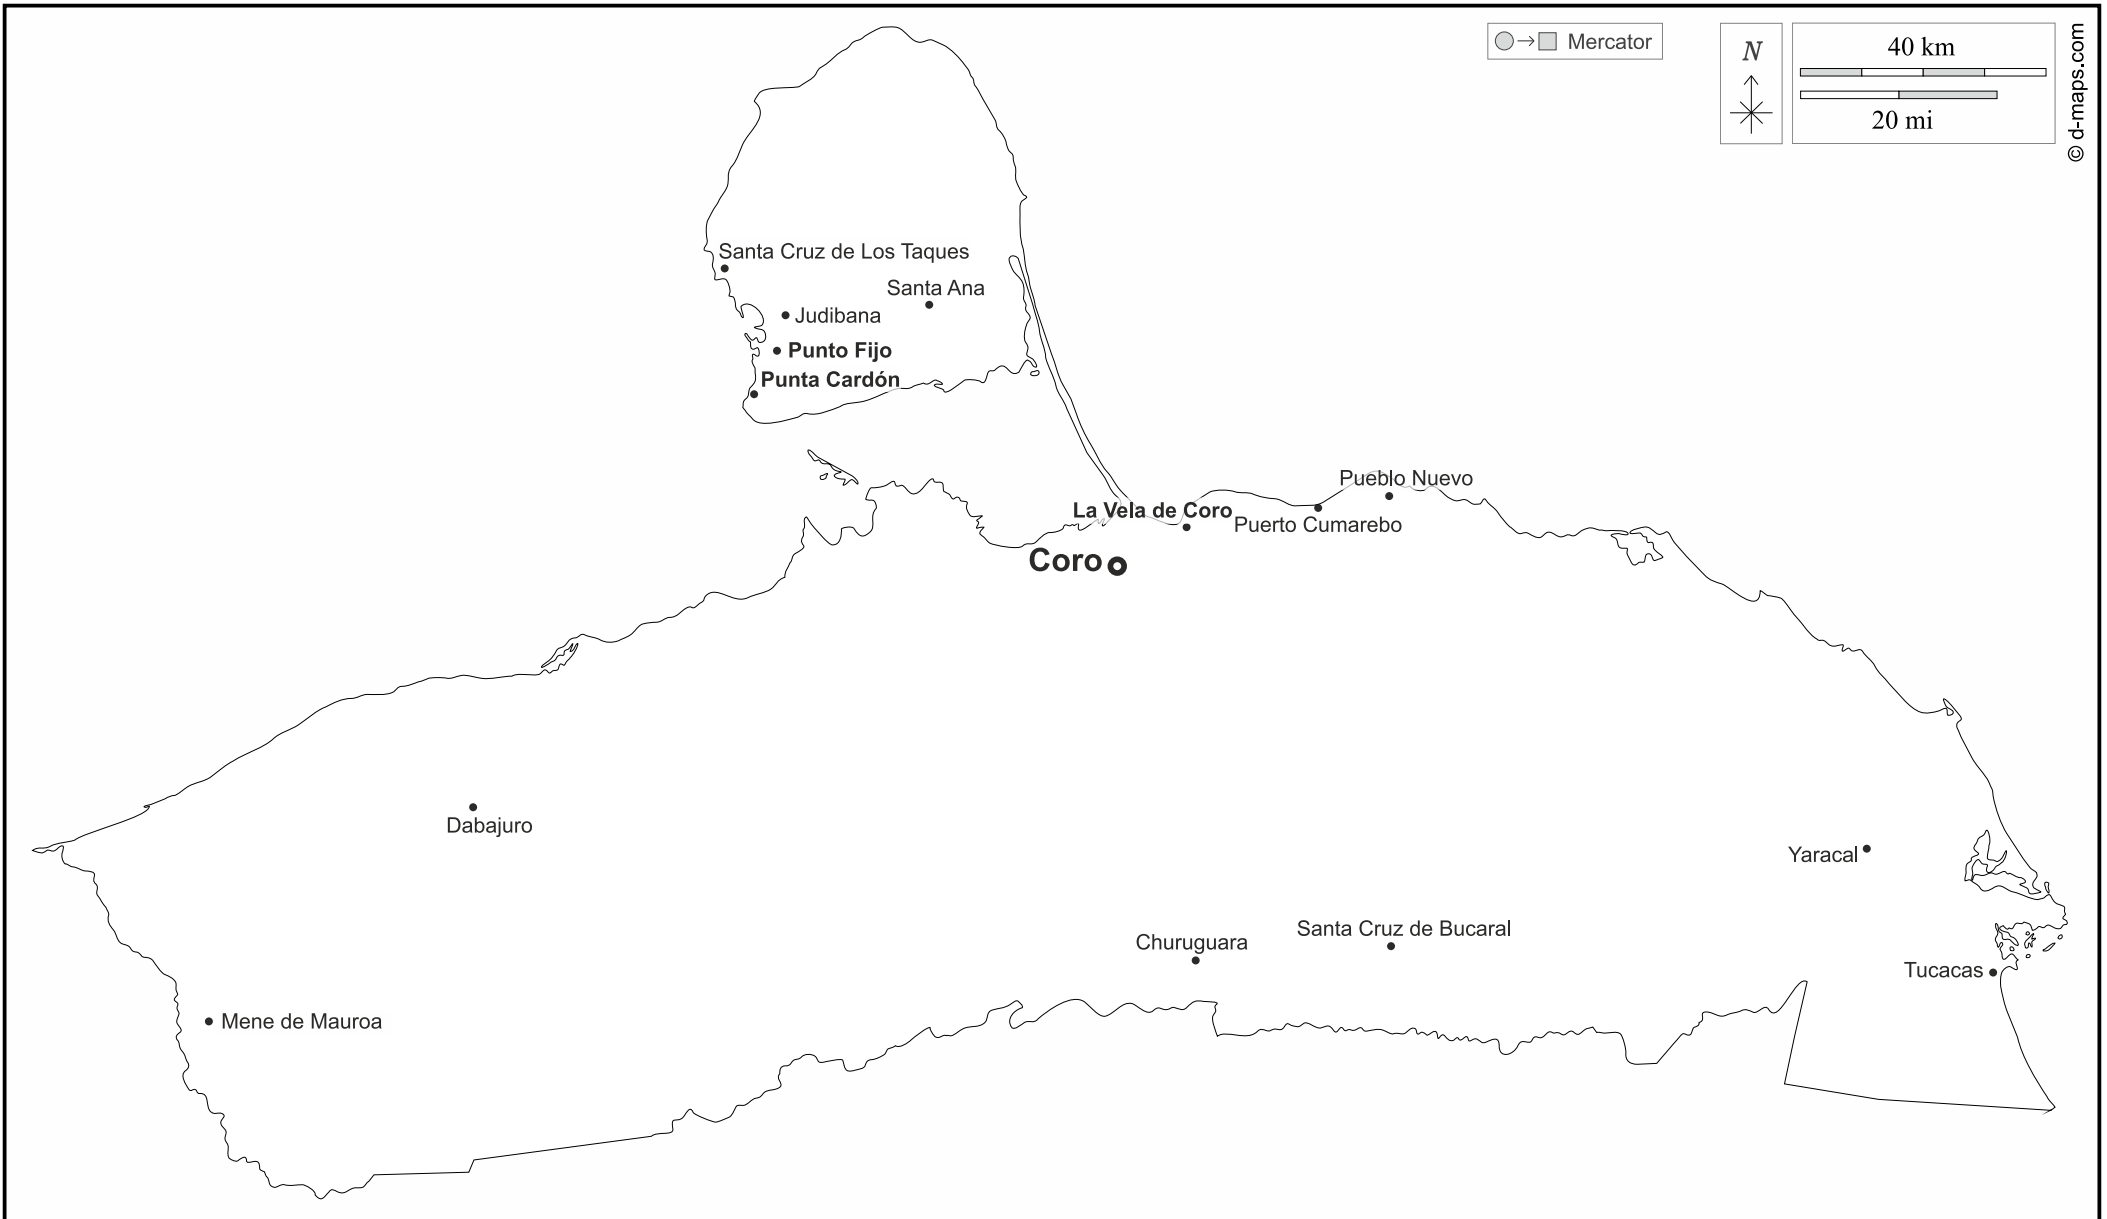 Mercator
N
40 km
20 mi
© d-maps.com
Santa Cruz de Los Taques
Santa Ana
Judibana
Punto Fijo
Punta Cardón
Pueblo Nuevo
La Vela de Coro
Puerto Cumarebo
Coro
Dabajuro
Yaracal
Santa Cruz de Bucaral
Churuguara
Tucacas
Mene de Mauroa